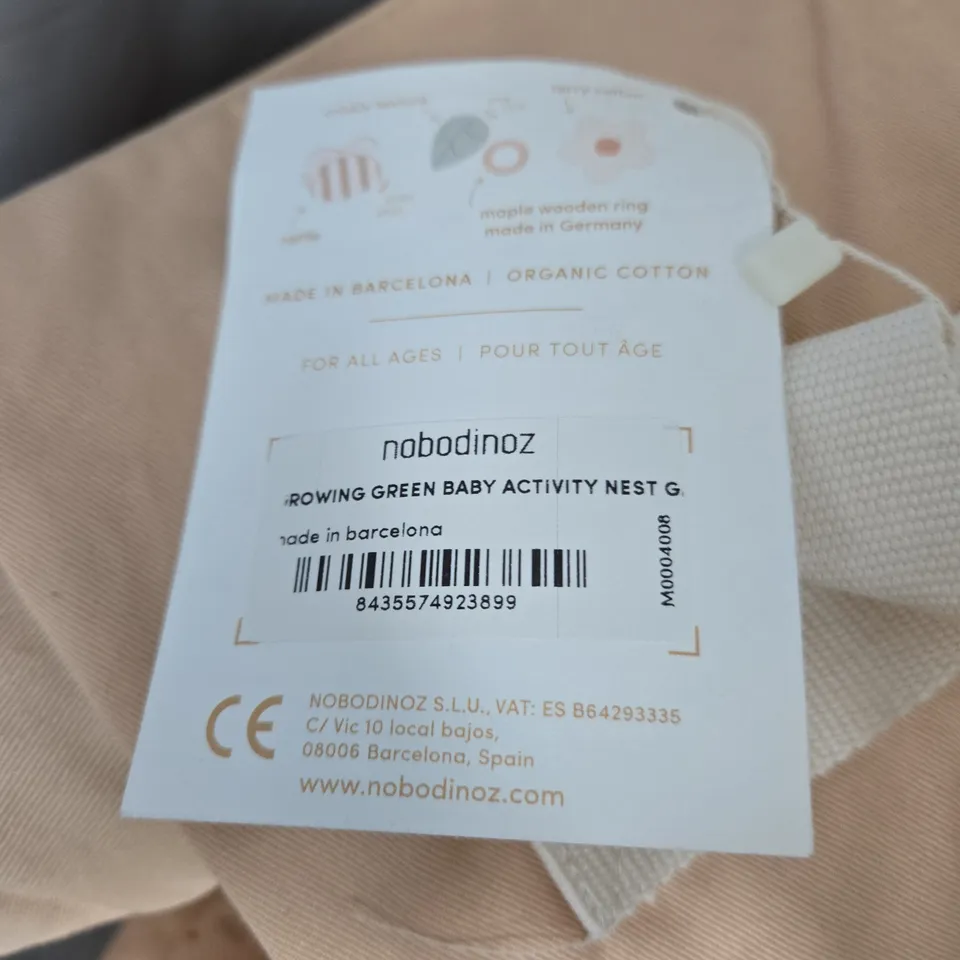 maple wooden ring
made in Germany
MADE IN BARCELONA | ORGANIC COTTON
FOR ALL AGES | POUR TOUT ÂGE
nobodinoz
ROWING GREEN BABY ACTIVITY NEST G
made in barcelona
M0004008
8435574923899
CE
NOBODINOZ S.L.U., VAT: ES B64293335
C/ Vic 10 local bajos,
08006 Barcelona, Spain
www.nobodinoz.com